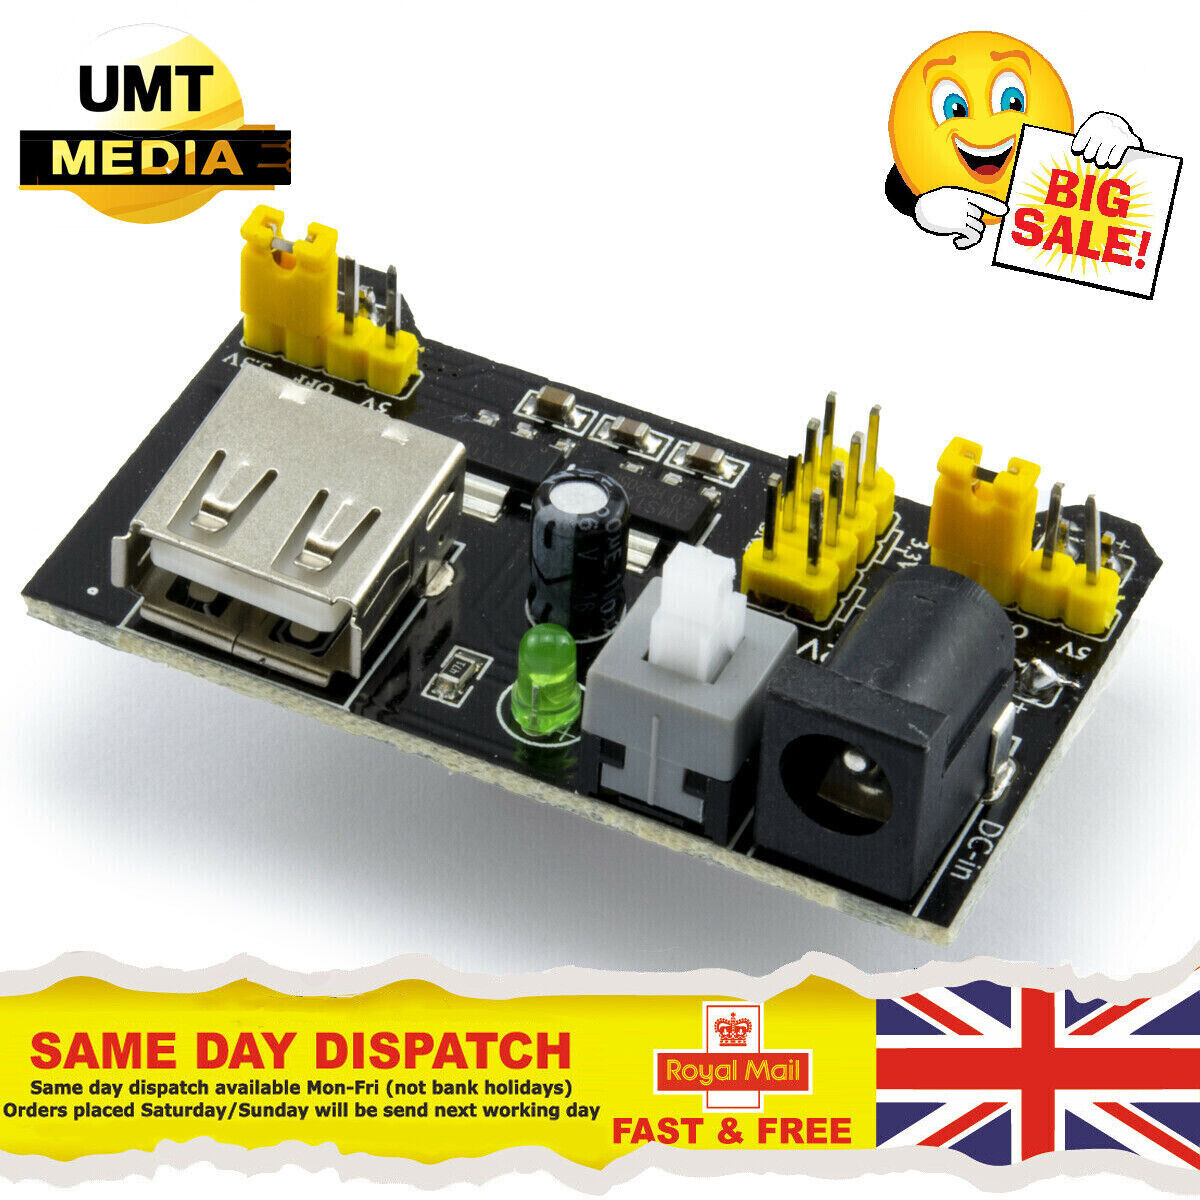 UMT
MEDIA
BIG
SALE!
3.3V
OFF
5V
471
3.3V
5V
DC-in
SAME DAY DISPATCH
Same day dispatch available Mon-Fri (not bank holidays)
Orders placed Saturday/Sunday will be send next working day
Royal Mail
FAST & FREE